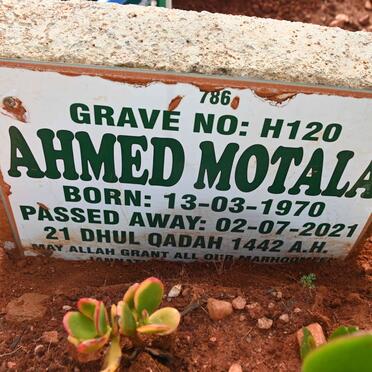 786
GRAVE NO: H120
AHMED MOTALA
BORN: 13-03-1970
PASSED AWAY: 02-07-2021
21 DHUL QADAH 1442 A.H.
MAY ALLAH GRANT ALL OUR MARHOOMEEN